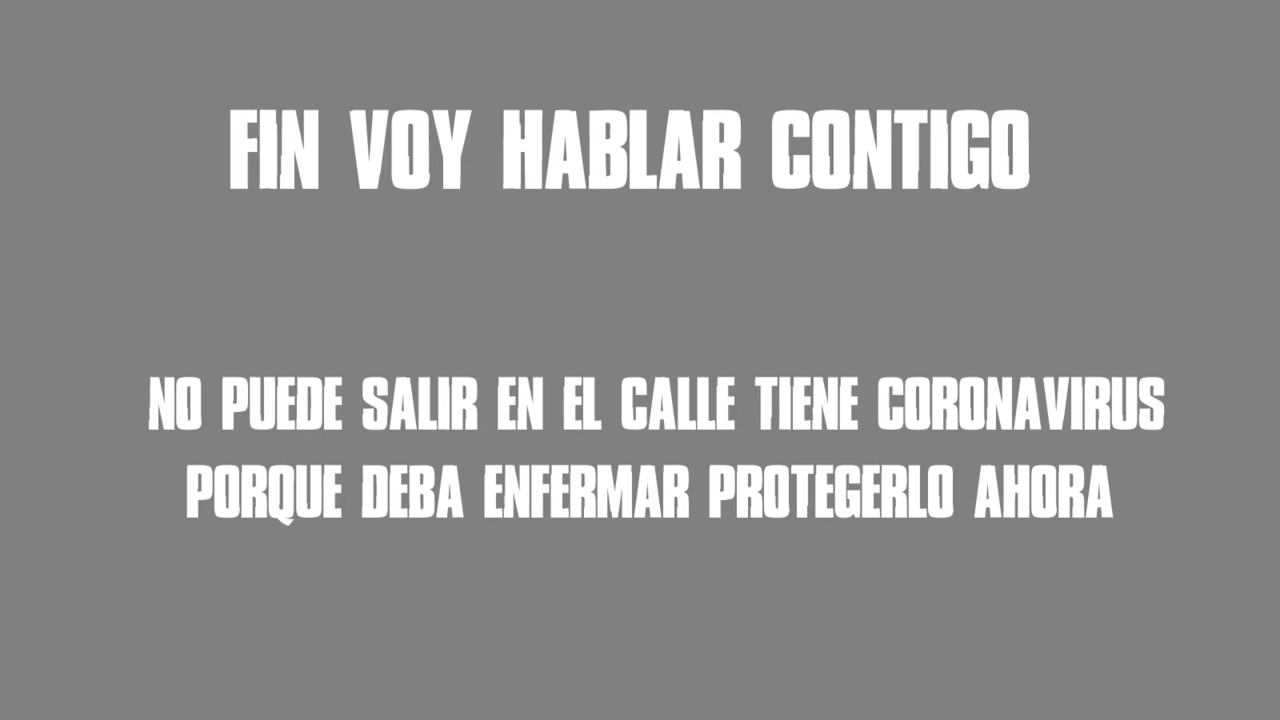 FIN VOY HABLAR CONTIGO
NO PUEDE SALIR EN EL CALLE TIENE CORONAVIRUS
PORQUE DEBA ENFERMAR PROTEGERLO AHORA